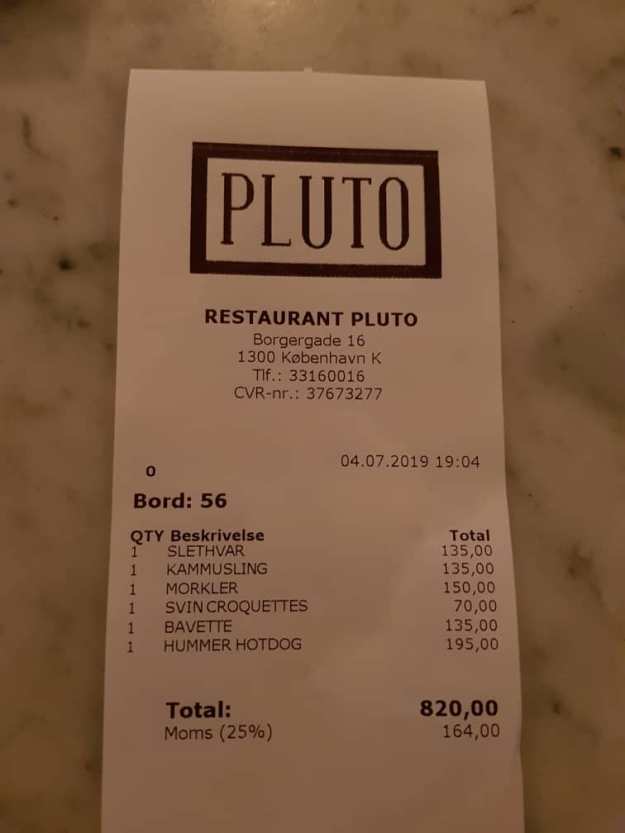 PLUTO
RESTAURANT PLUTO
Borgergade 16
1300 København K
Tlf.: 33160016
CVR-nr.: 37673277
0 04.07.2019 19:04
Bord: 56
QTY Beskrivelse Total
1 SLETHVAR 135,00
1 KAMMUSLING 135,00
1 MORKLER 150,00
1 SVIN CROQUETTES 70,00
1 BAVETTE 135,00
1 HUMMER HOTDOG 195,00
Total: 820,00
Moms (25%) 164,00